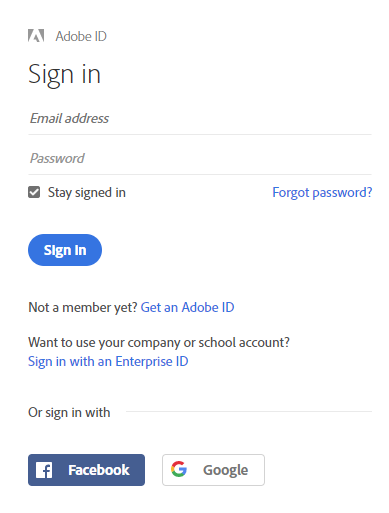 Adobe ID
Sign in
Email address
Password
Stay signed in
Forgot password?
Sign in
Not a member yet? Get an Adobe ID
Want to use your company or school account?
Sign in with an Enterprise ID
Or sign in with
Facebook
Google